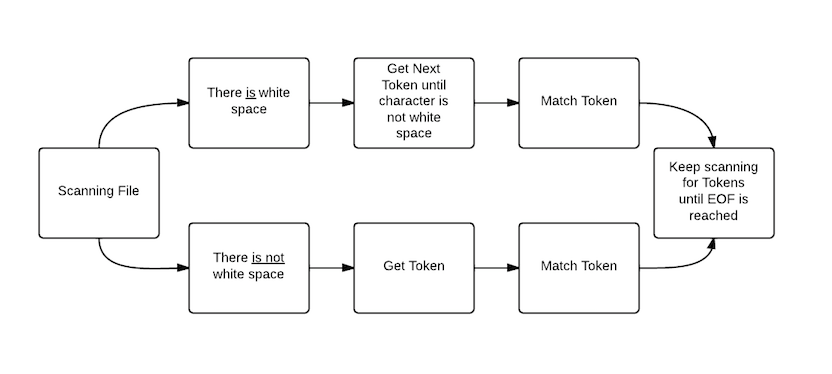 There is white
space
Get Next
Token until
character is
not white
space
Match Token
Scanning File
Keep scanning
for Tokens
until EOF is
reached
There is not
white space
Get Token
Match Token